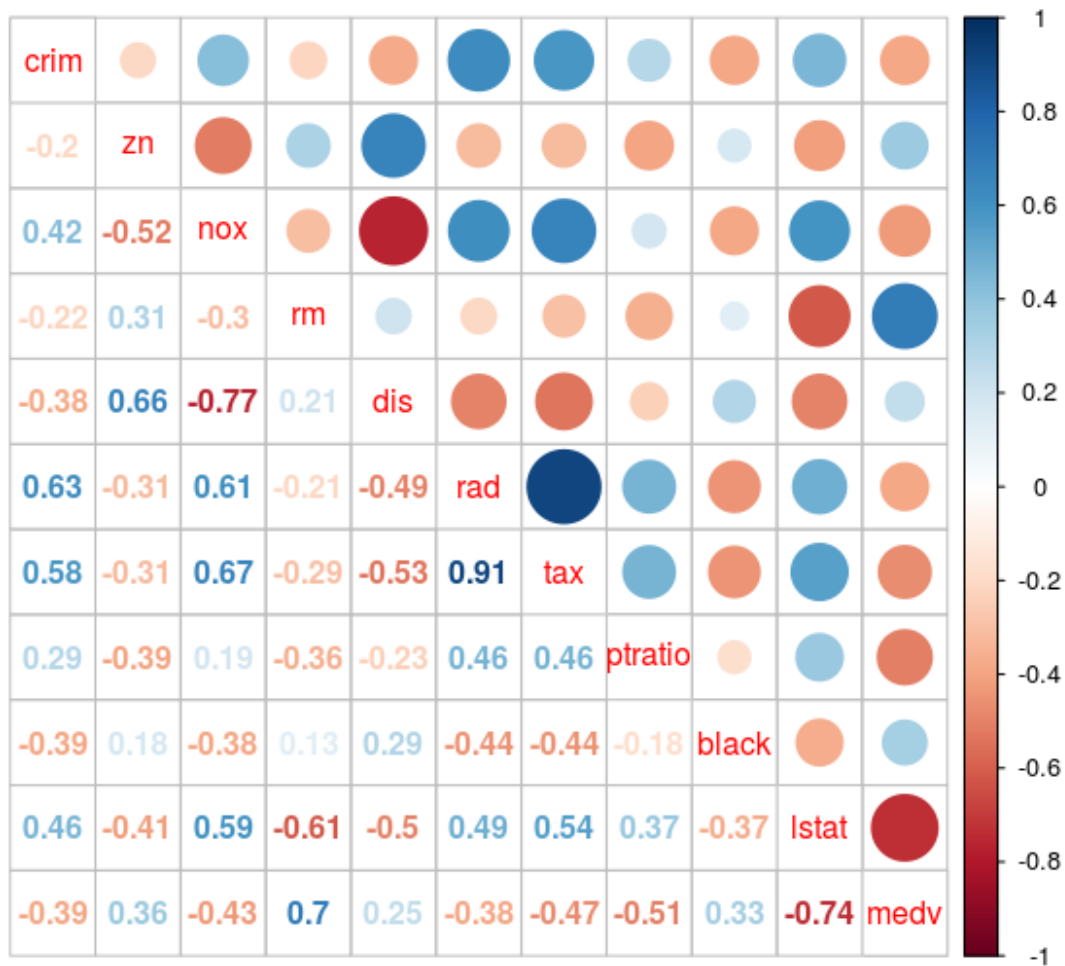 crim
-0.2 zn
0.42 -0.52 nox
-0.22 0.31 -0.3 rm
-0.38 0.66 -0.77 0.21 dis
0.63 -0.31 0.61 -0.21 -0.49 rad
0.58 -0.31 0.67 -0.29 -0.53 0.91 tax
0.29 -0.39 0.19 -0.36 -0.23 0.46 0.46 ptratio
-0.39 0.18 -0.38 0.13 0.29 -0.44 -0.44 -0.18 black
0.46 -0.41 0.59 -0.61 -0.5 0.49 0.54 0.37 -0.37 lstat
-0.39 0.36 -0.43 0.7 0.25 -0.38 -0.47 -0.51 0.33 -0.74 medv
1
0.8
0.6
0.4
0.2
0
-0.2
-0.4
-0.6
-0.8
-1